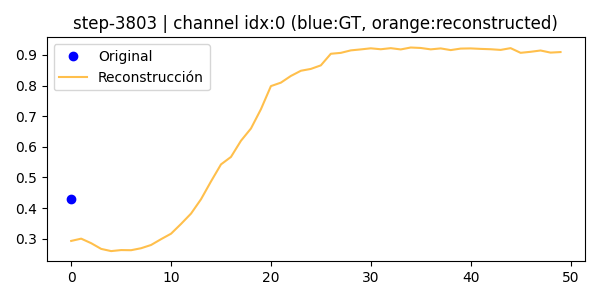 step-3803 | channel idx:0 (blue:GT, orange:reconstructed)
Original
Reconstrucción
0.9
0.8
0.7
0.6
0.5
0.4
0.3
0 10 20 30 40 50